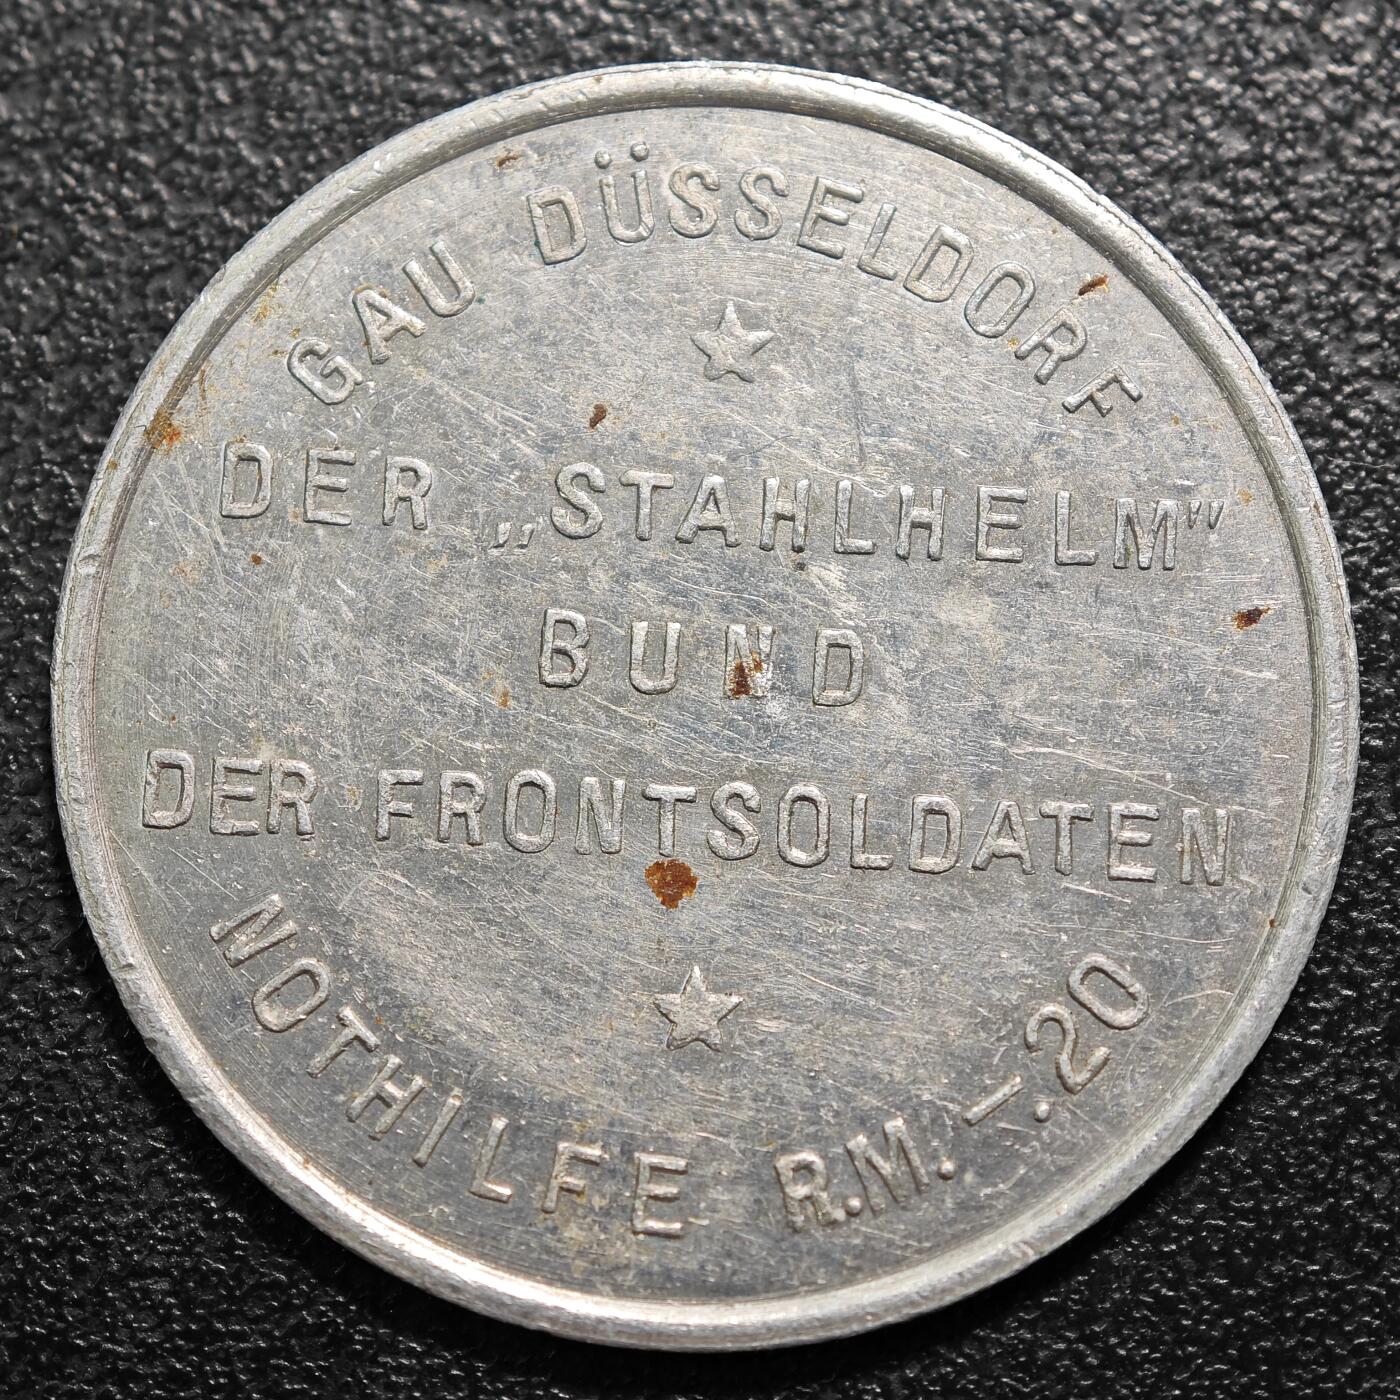 GAU DÜSSELDORF
DER „STAHLHELM"
BUND
DER FRONTSOLDATEN
NOTHILFE R.M. –.20